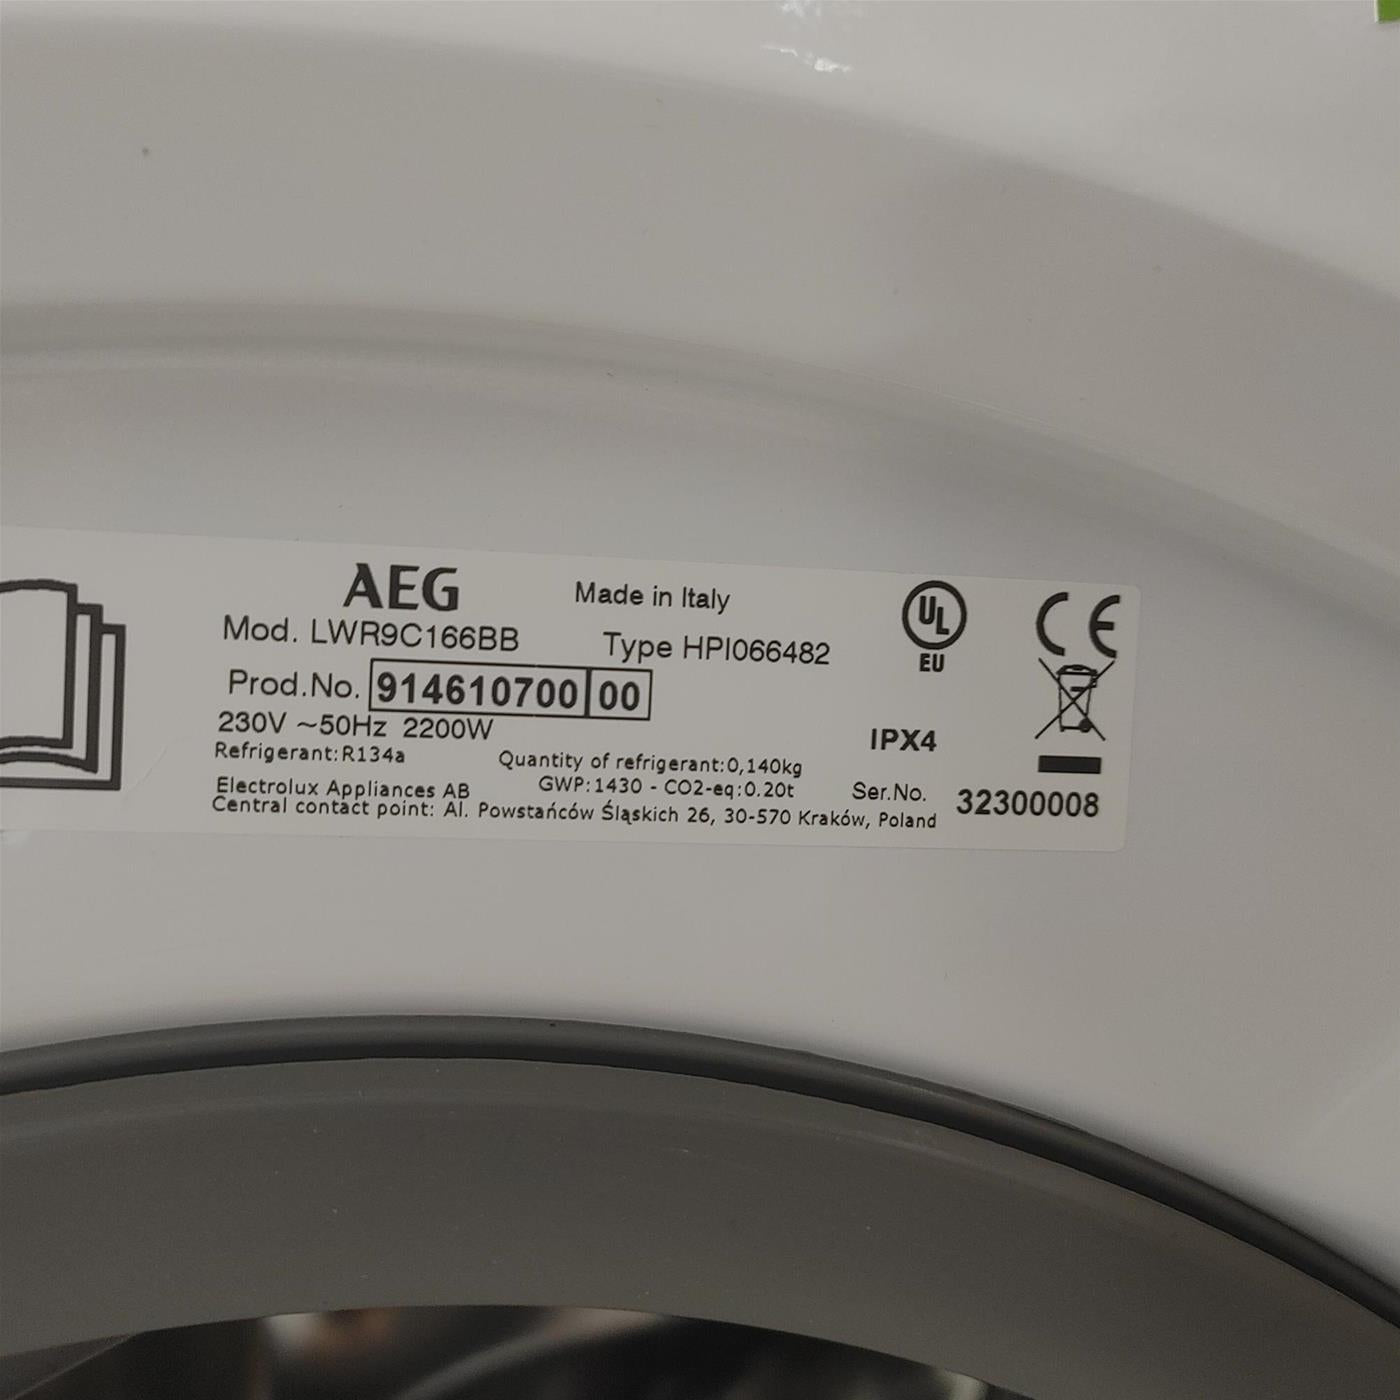 AEG
Made in Italy
Mod. LWR9C166BB
Type HPI066482
Prod.No. 914610700 00
230V ~50Hz 2200W
Refrigerant:R134a
Quantity of refrigerant:0,140kg
GWP:1430 - CO2-eq:0.20t
Electrolux Appliances AB
Central contact point: Al. Powstańców Śląskich 26, 30-570 Kraków, Poland
UL
EU
CE
IPX4
Ser.No. 32300008